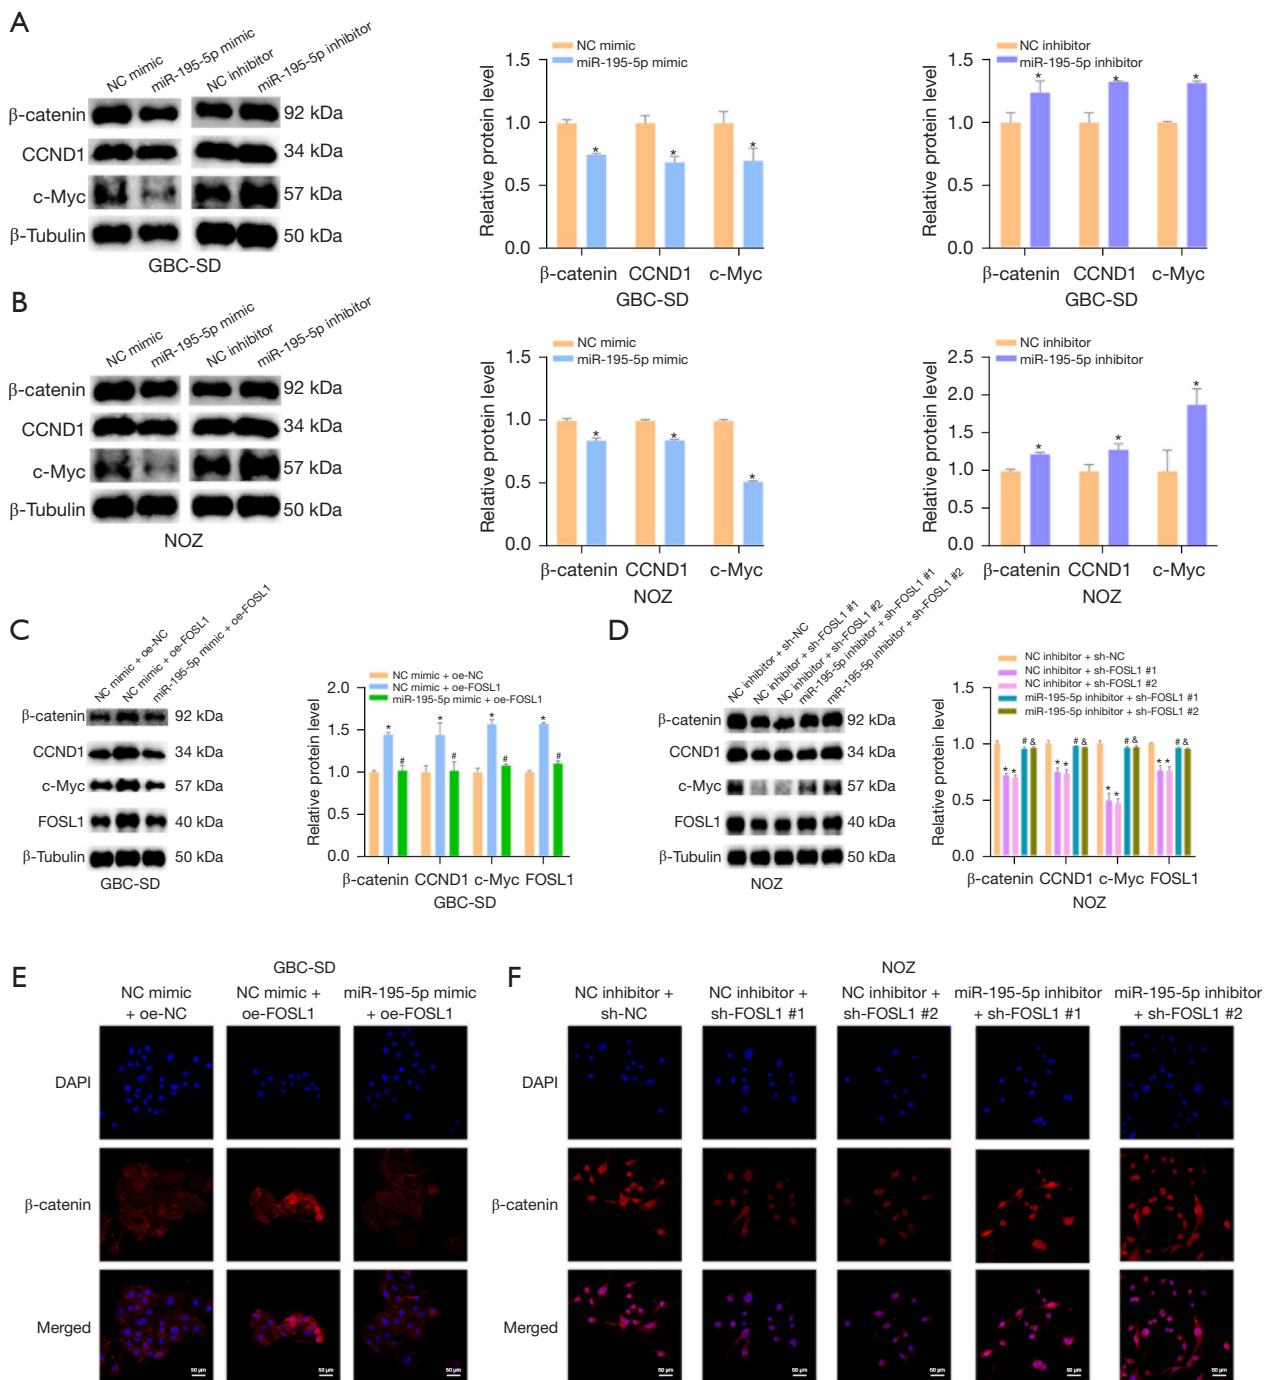 A
NC mimic
miR-195-5p mimic
NC inhibitor
miR-195-5p inhibitor
β-catenin
92 kDa
CCND1
34 kDa
c-Myc
57 kDa
β-Tubulin
50 kDa
GBC-SD
NC mimic
miR-195-5p mimic
Relative protein level
1.5
1.0
0.5
0.0
* * *
β-catenin CCND1 c-Myc
GBC-SD
NC inhibitor
miR-195-5p inhibitor
Relative protein level
1.5
1.0
0.5
0.0
* * *
β-catenin CCND1 c-Myc
GBC-SD
B
NC mimic
miR-195-5p mimic
NC inhibitor
miR-195-5p inhibitor
β-catenin
92 kDa
CCND1
34 kDa
c-Myc
57 kDa
β-Tubulin
50 kDa
NOZ
NC mimic
miR-195-5p mimic
Relative protein level
1.5
1.0
0.5
0.0
* * *
β-catenin CCND1 c-Myc
NOZ
NC inhibitor
miR-195-5p inhibitor
Relative protein level
2.5
2.0
1.5
1.0
0.5
0.0
* * *
β-catenin CCND1 c-Myc
NOZ
C
NC mimic + oe-NC
NC mimic + oe-FOSL1
miR-195-5p mimic + oe-FOSL1
β-catenin
92 kDa
CCND1
34 kDa
c-Myc
57 kDa
FOSL1
40 kDa
β-Tubulin
50 kDa
GBC-SD
NC mimic + oe-NC
NC mimic + oe-FOSL1
miR-195-5p mimic + oe-FOSL1
Relative protein level
2.0
1.5
1.0
0.5
0.0
* # * # * # * #
β-catenin CCND1 c-Myc FOSL1
GBC-SD
D
NC inhibitor + sh-NC
NC inhibitor + sh-FOSL1 #1
NC inhibitor + sh-FOSL1 #2
miR-195-5p inhibitor + sh-FOSL1 #1
miR-195-5p inhibitor + sh-FOSL1 #2
β-catenin
92 kDa
CCND1
34 kDa
c-Myc
57 kDa
FOSL1
40 kDa
β-Tubulin
50 kDa
NOZ
NC inhibitor + sh-NC
NC inhibitor + sh-FOSL1 #1
NC inhibitor + sh-FOSL1 #2
miR-195-5p inhibitor + sh-FOSL1 #1
miR-195-5p inhibitor + sh-FOSL1 #2
Relative protein level
1.5
1.0
0.5
0.0
* * # & * * # & * * # & * * # &
β-catenin CCND1 c-Myc FOSL1
NOZ
E
GBC-SD
NC mimic
+ oe-NC
NC mimic +
oe-FOSL1
miR-195-5p mimic
+ oe-FOSL1
DAPI
β-catenin
Merged
50 μm
50 μm
50 μm
F
NOZ
NC inhibitor +
sh-NC
NC inhibitor +
sh-FOSL1 #1
NC inhibitor +
sh-FOSL1 #2
miR-195-5p inhibitor
+ sh-FOSL1 #1
miR-195-5p inhibitor
+ sh-FOSL1 #2
DAPI
β-catenin
Merged
50 μm
50 μm
50 μm
50 μm
50 μm